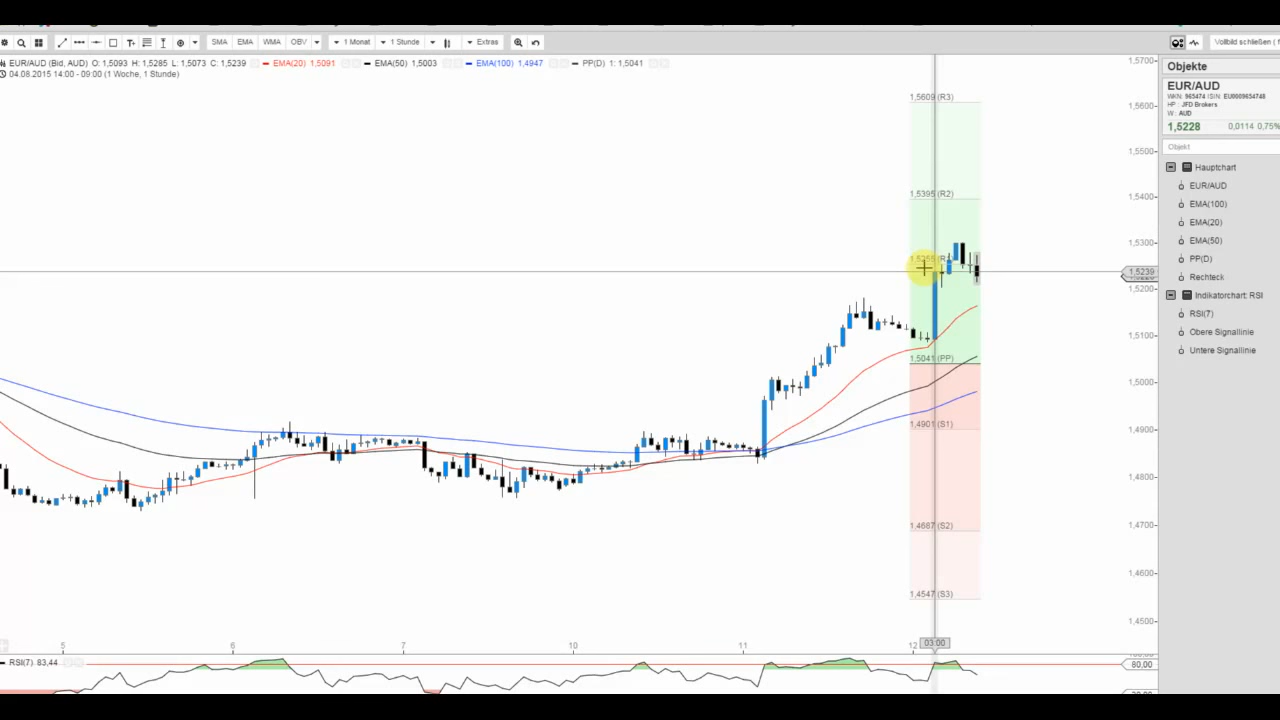 SMA EMA WMA OBV 1 Monat 1 Stunde Extras Vollbild schließen (
EUR/AUD (Bid, AUD) O: 1,5093 H: 1,5285 L: 1,5073 C: 1,5239 EMA(20) 1,5091 EMA(50) 1,5003 EMA(100) 1,4947 PP(D) 1: 1,5041
04.08.2015 14:00 - 09:00 (1 Woche, 1 Stunde)
1,5609 (R3)
1,5395 (R2)
1,5255 (R
1,5041 (PP)
1,4901 (S1)
1,4687 (S2)
1,4547 (S3)
1,5700
1,5600
1,5500
1,5400
1,5300
1,5239
1,5200
1,5100
1,5000
1,4900
1,4800
1,4700
1,4600
1,4500
5 6 7 10 11 12 03:00
RSI(7) 83,44
80,00
Objekte
EUR/AUD
WKN: 965474 ISIN: EU0009654748
HP: JFD Brokers
W: AUD
1,5228 0,0114 0,75%
Objekt
Hauptchart
EUR/AUD
EMA(100)
EMA(20)
EMA(50)
PP(D)
Rechteck
Indikatorchart: RSI
RSI(7)
Obere Signallinie
Untere Signallinie